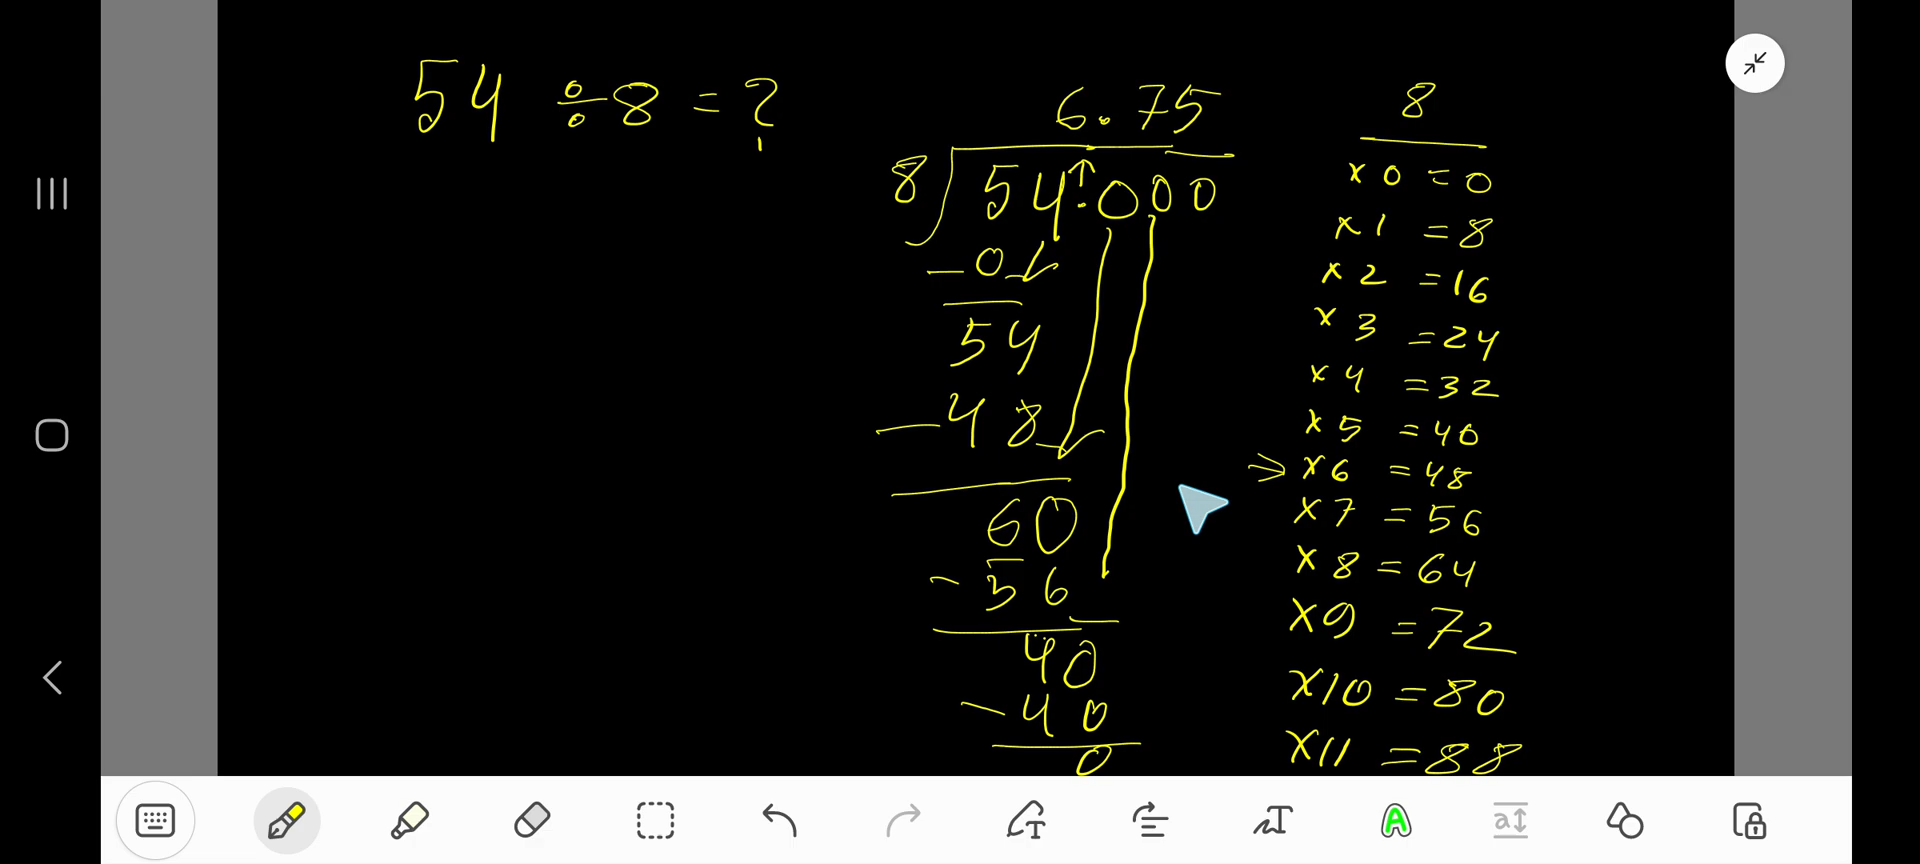 54 ÷ 8 = ?
6.75
8 54.000
- 0
54
- 48
60
- 56
40
- 40
0
8
x 0 = 0
x 1 = 8
x 2 = 16
x 3 = 24
x 4 = 32
x 5 = 40
⇒ x 6 = 48
x 7 = 56
x 8 = 64
x 9 = 72
x 10 = 80
x 11 = 88
T
T
A
a